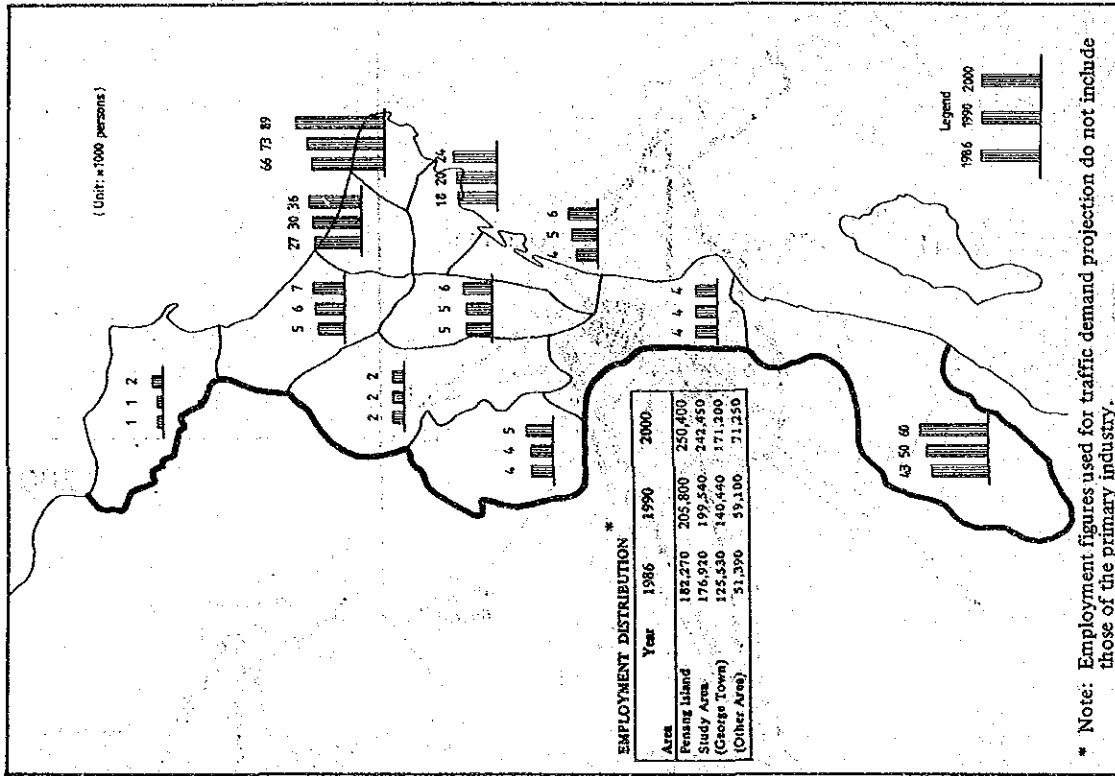 (Unit: ×1000 persons)
1 1 2
5 6 7
27 30 36
66 73 89
2 2 2
5 5 6
18 20 24
4 4 5
4 5 6
4 4 4
43 50 60
EMPLOYMENT DISTRIBUTION *
Year 1986 1990 2000
Area
Penang Island 182,270 205,800 250,400
Study Area 176,920 199,540 242,450
(George Town) 125,530 140,440 171,200
(Other Area) 51,390 59,100 71,250
Legend
1986 1990 2000
* Note: Employment figures used for traffic demand projection do not include
those of the primary industry.